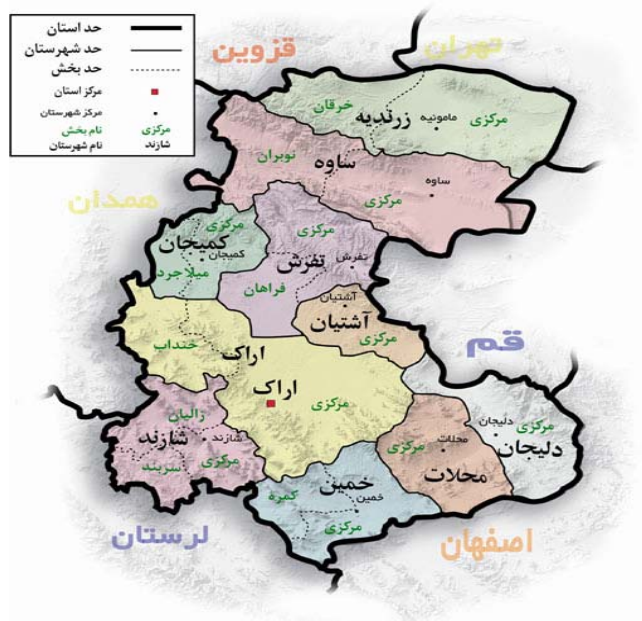 حد استان
حد شهرستان
حد بخش
مرکز استان
مرکز شهرستان
مرکزی نام بخش
شازند نام شهرستان
قزوین
تهران
خرقان
زرندیه
مامونیه
مرکزی
نوبران
ساوه
ساوه
مرکزی
همدان
مرکزی
کمیجان
کمیجان
میلاجرد
مرکزی
تفرش
تفرش
فراهان
آشتیان
آشتیان
مرکزی
قم
خنداب
اراک
اراک
مرکزی
زالیان
شازند
شازند
سربند
مرکزی
دلیجان
مرکزی
دلیجان
محلات
مرکزی
محلات
خمین
خمین
کمره
مرکزی
لرستان
اصفهان